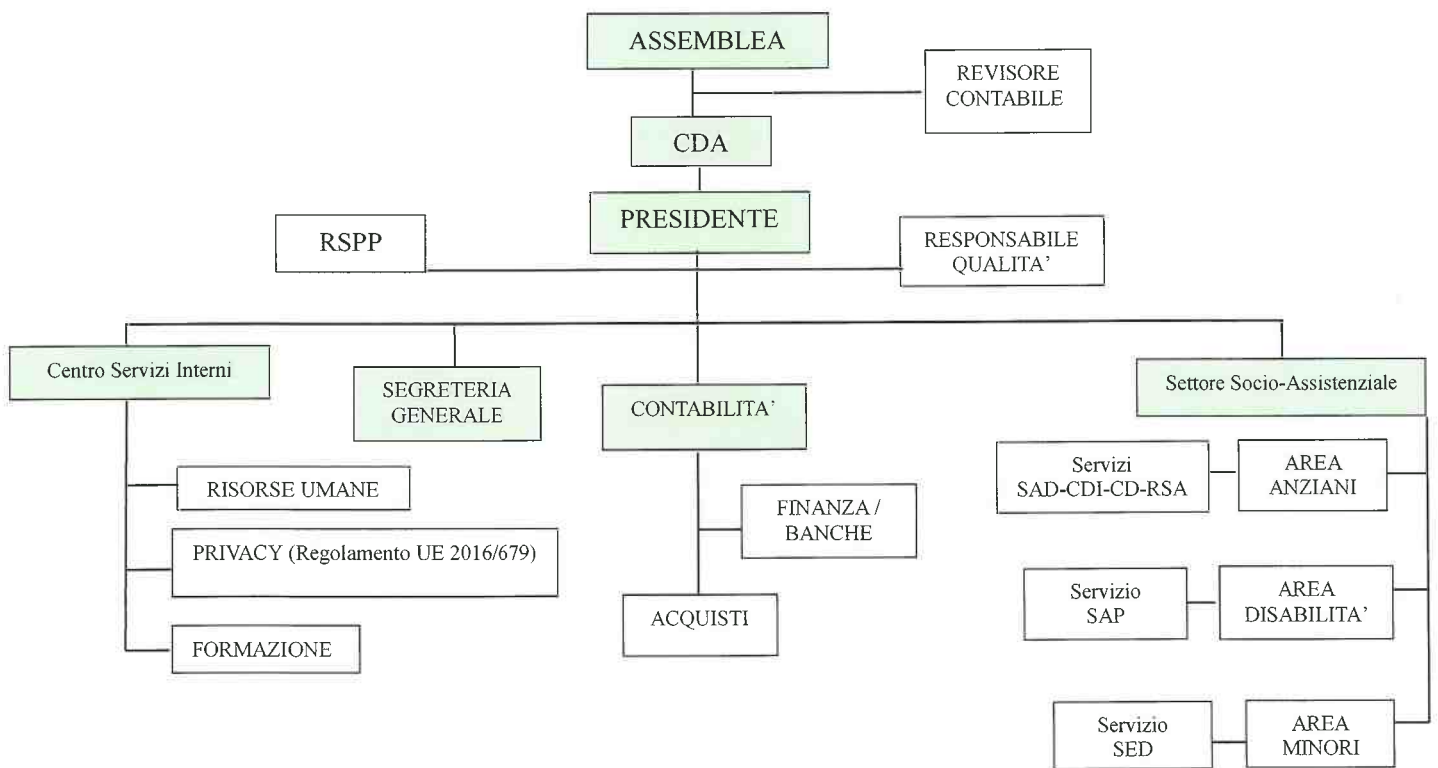 ASSEMBLEA
REVISORE
CONTABILE
CDA
PRESIDENTE
RSPP
RESPONSABILE
QUALITA’
Centro Servizi Interni
SEGRETERIA
GENERALE
CONTABILITA’
Settore Socio-Assistenziale
RISORSE UMANE
PRIVACY (Regolamento UE 2016/679)
FORMAZIONE
FINANZA /
BANCHE
ACQUISTI
Servizi
SAD-CDI-CD-RSA
AREA
ANZIANI
Servizio
SAP
AREA
DISABILITA’
Servizio
SED
AREA
MINORI